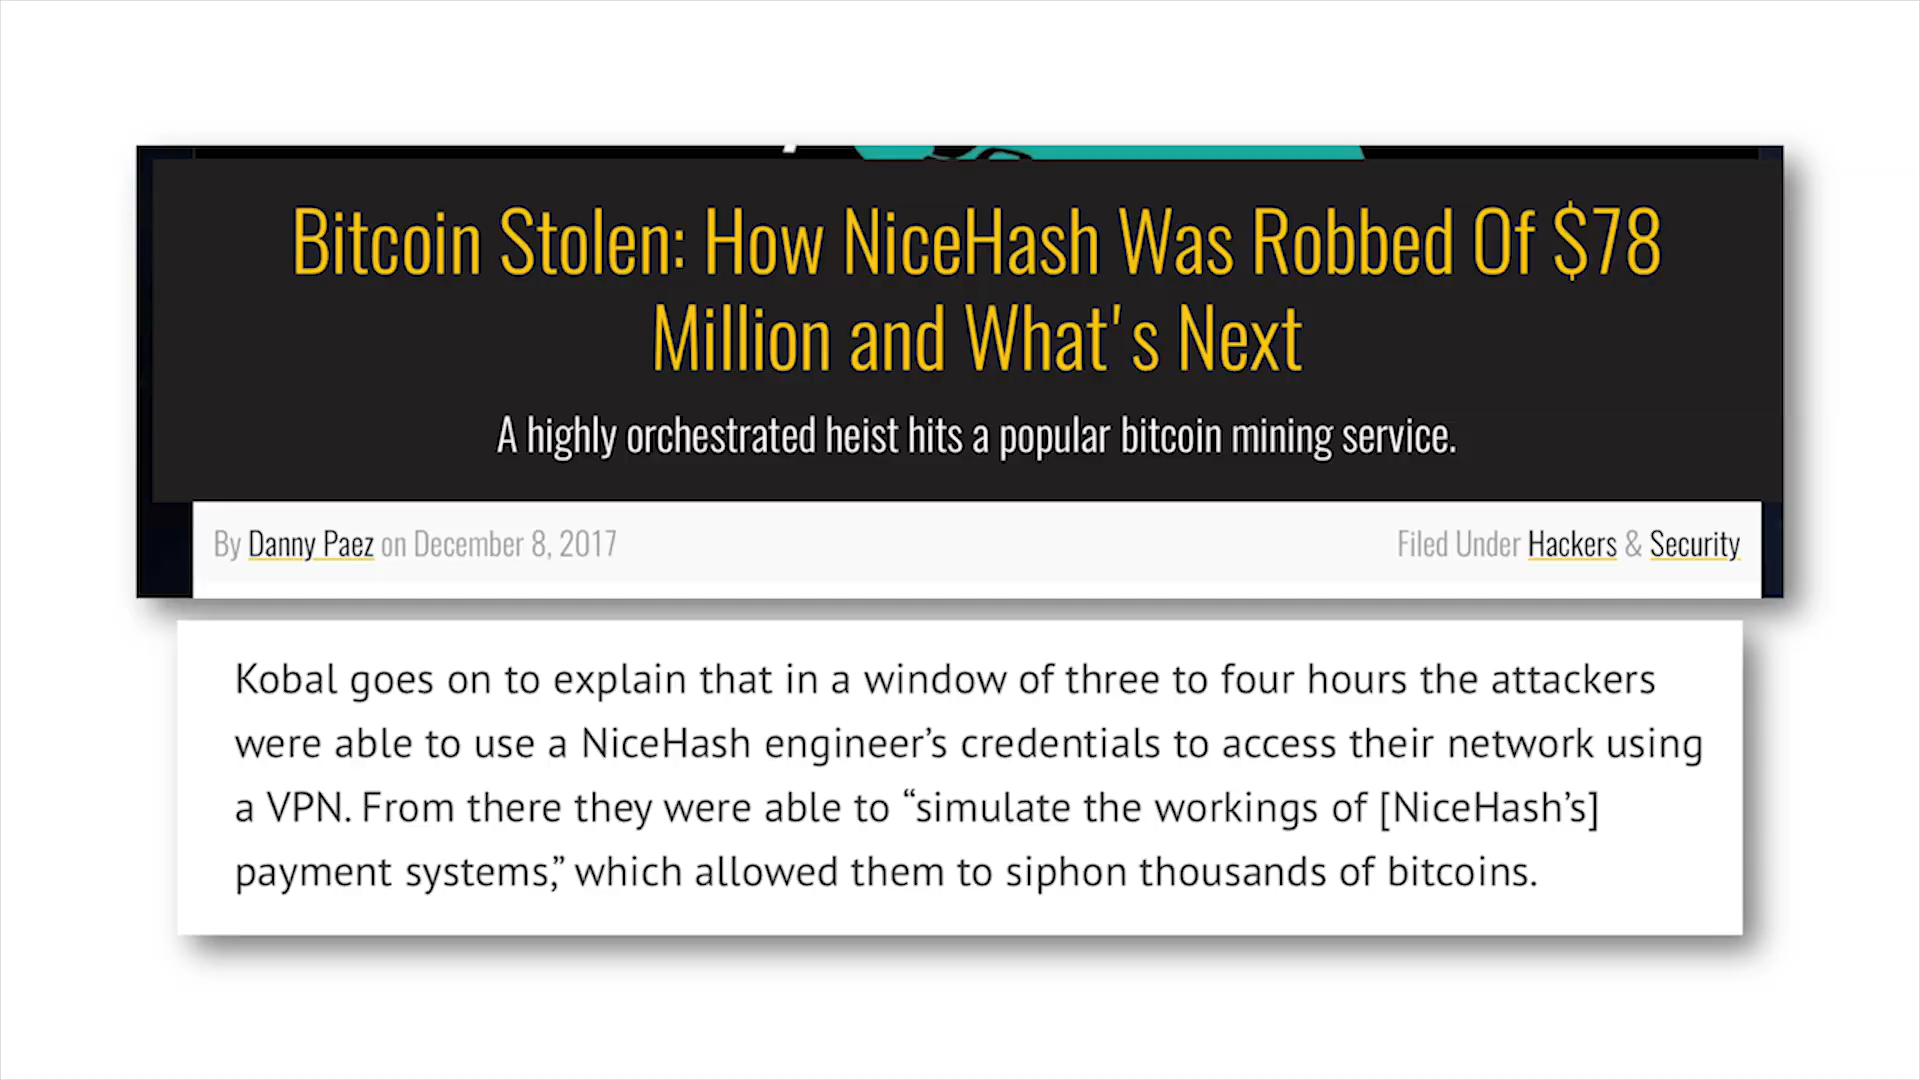 Bitcoin Stolen: How NiceHash Was Robbed Of $78
Million and What's Next
A highly orchestrated heist hits a popular bitcoin mining service.
By Danny Paez on December 8, 2017
Filed Under Hackers & Security
Kobal goes on to explain that in a window of three to four hours the attackers
were able to use a NiceHash engineer’s credentials to access their network using
a VPN. From there they were able to “simulate the workings of [NiceHash’s]
payment systems,” which allowed them to siphon thousands of bitcoins.